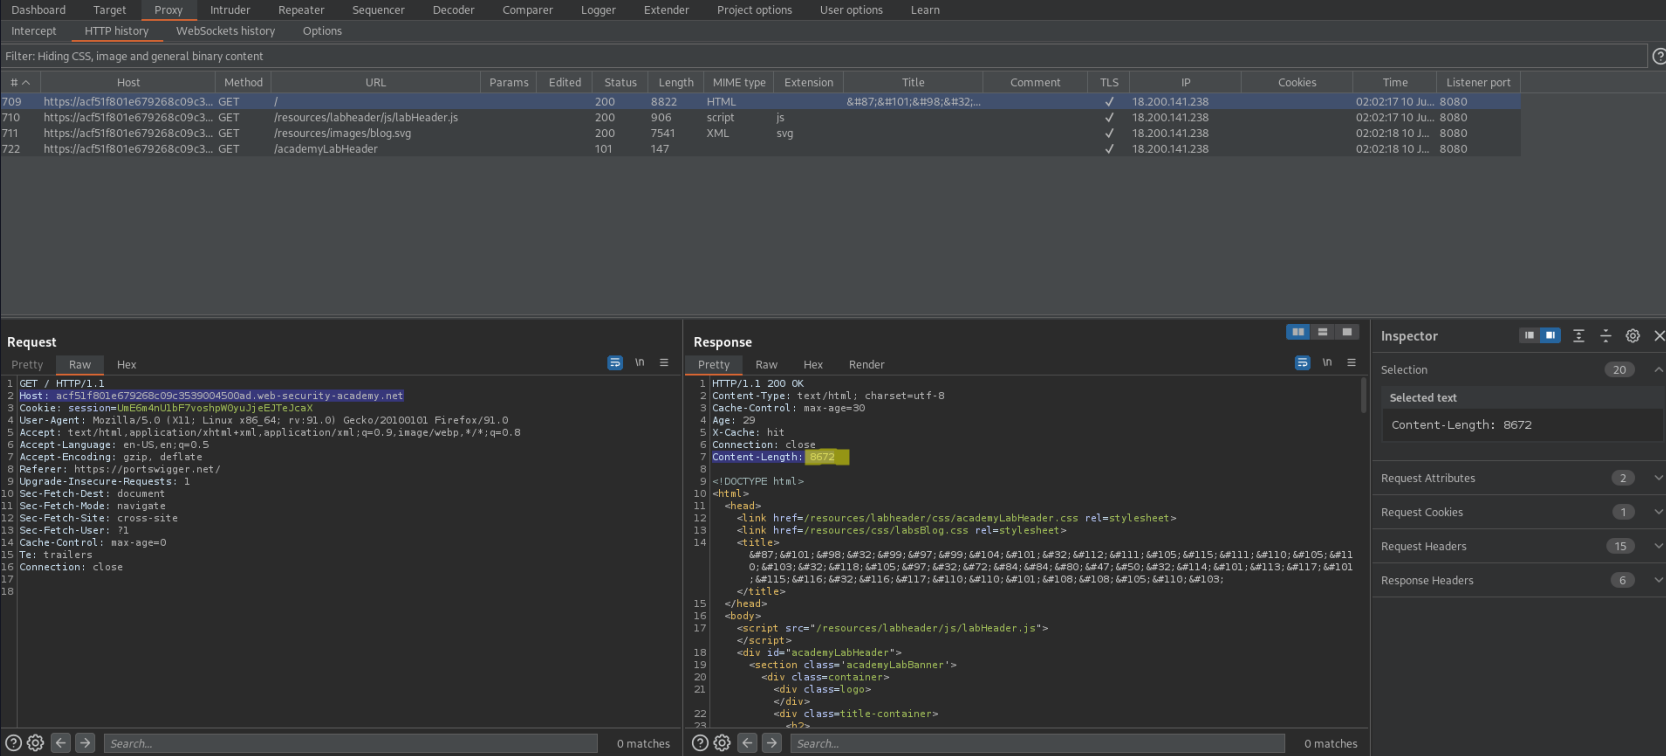 Dashboard Target Proxy Intruder Repeater Sequencer Decoder Comparer Logger Extender Project options User options Learn
Intercept HTTP history WebSockets history Options
Filter: Hiding CSS, image and general binary content
# Host Method URL Params Edited Status Length MIME type Extension Title Comment TLS IP Cookies Time Listener port
709 https://acf51f801e679268c09c3... GET / 200 8822 HTML &#87;&#101;&#98;&#32;... ✓ 18.200.141.238 02:02:17 10 Ju... 8080
710 https://acf51f801e679268c09c3... GET /resources/labheader/js/labHeader.js 200 906 script js ✓ 18.200.141.238 02:02:17 10 Ju... 8080
711 https://acf51f801e679268c09c3... GET /resources/images/blog.svg 200 7541 XML svg ✓ 18.200.141.238 02:02:18 10 Ju... 8080
722 https://acf51f801e679268c09c3... GET /academyLabHeader 101 147 ✓ 18.200.141.238 02:02:18 10 J... 8080
Request
Pretty Raw Hex \n
1 GET / HTTP/1.1
2 Host: acf51f801e679268c09c3539004500ad.web-security-academy.net
3 Cookie: session=UmE6m4nU1bF7voshpWOyuJjeEJTeJcaX
4 User-Agent: Mozilla/5.0 (X11; Linux x86_64; rv:91.0) Gecko/20100101 Firefox/91.0
5 Accept: text/html,application/xhtml+xml,application/xml;q=0.9,image/webp,*/*;q=0.8
6 Accept-Language: en-US,en;q=0.5
7 Accept-Encoding: gzip, deflate
8 Referer: https://portswigger.net/
9 Upgrade-Insecure-Requests: 1
10 Sec-Fetch-Dest: document
11 Sec-Fetch-Mode: navigate
12 Sec-Fetch-Site: cross-site
13 Sec-Fetch-User: ?1
14 Cache-Control: max-age=0
15 Te: trailers
16 Connection: close
17
18
Search... 0 matches
Response
Pretty Raw Hex Render \n
1 HTTP/1.1 200 OK
2 Content-Type: text/html; charset=utf-8
3 Cache-Control: max-age=30
4 Age: 29
5 X-Cache: hit
6 Connection: close
7 Content-Length: 8672
8
9 <!DOCTYPE html>
10 <html>
11 <head>
12 <link href=/resources/labheader/css/academyLabHeader.css rel=stylesheet>
13 <link href=/resources/css/labsBlog.css rel=stylesheet>
14 <title>
&#87;&#101;&#98;&#32;&#99;&#97;&#99;&#104;&#101;&#32;&#112;&#111;&#105;&#115;&#111;&#110;&#105;&#11
0;&#103;&#32;&#118;&#105;&#97;&#32;&#72;&#84;&#84;&#80;&#47;&#50;&#32;&#114;&#101;&#113;&#117;&#101
;&#115;&#116;&#32;&#116;&#117;&#110;&#110;&#101;&#108;&#108;&#105;&#110;&#103;
</title>
15 </head>
16 <body>
17 <script src="/resources/labheader/js/labHeader.js">
</script>
18 <div id="academyLabHeader">
19 <section class='academyLabBanner'>
20 <div class=container>
21 <div class=logo>
</div>
22 <div class=title-container>
23 <h2>
Search... 0 matches
Inspector
Selection 20
Selected text
Content-Length: 8672
Request Attributes 2
Request Cookies 1
Request Headers 15
Response Headers 6